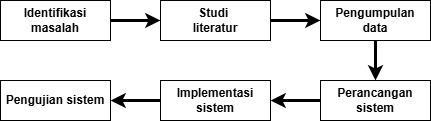 Identifikasi
masalah
Studi
literatur
Pengumpulan
data
Perancangan
sistem
Implementasi
sistem
Pengujian sistem